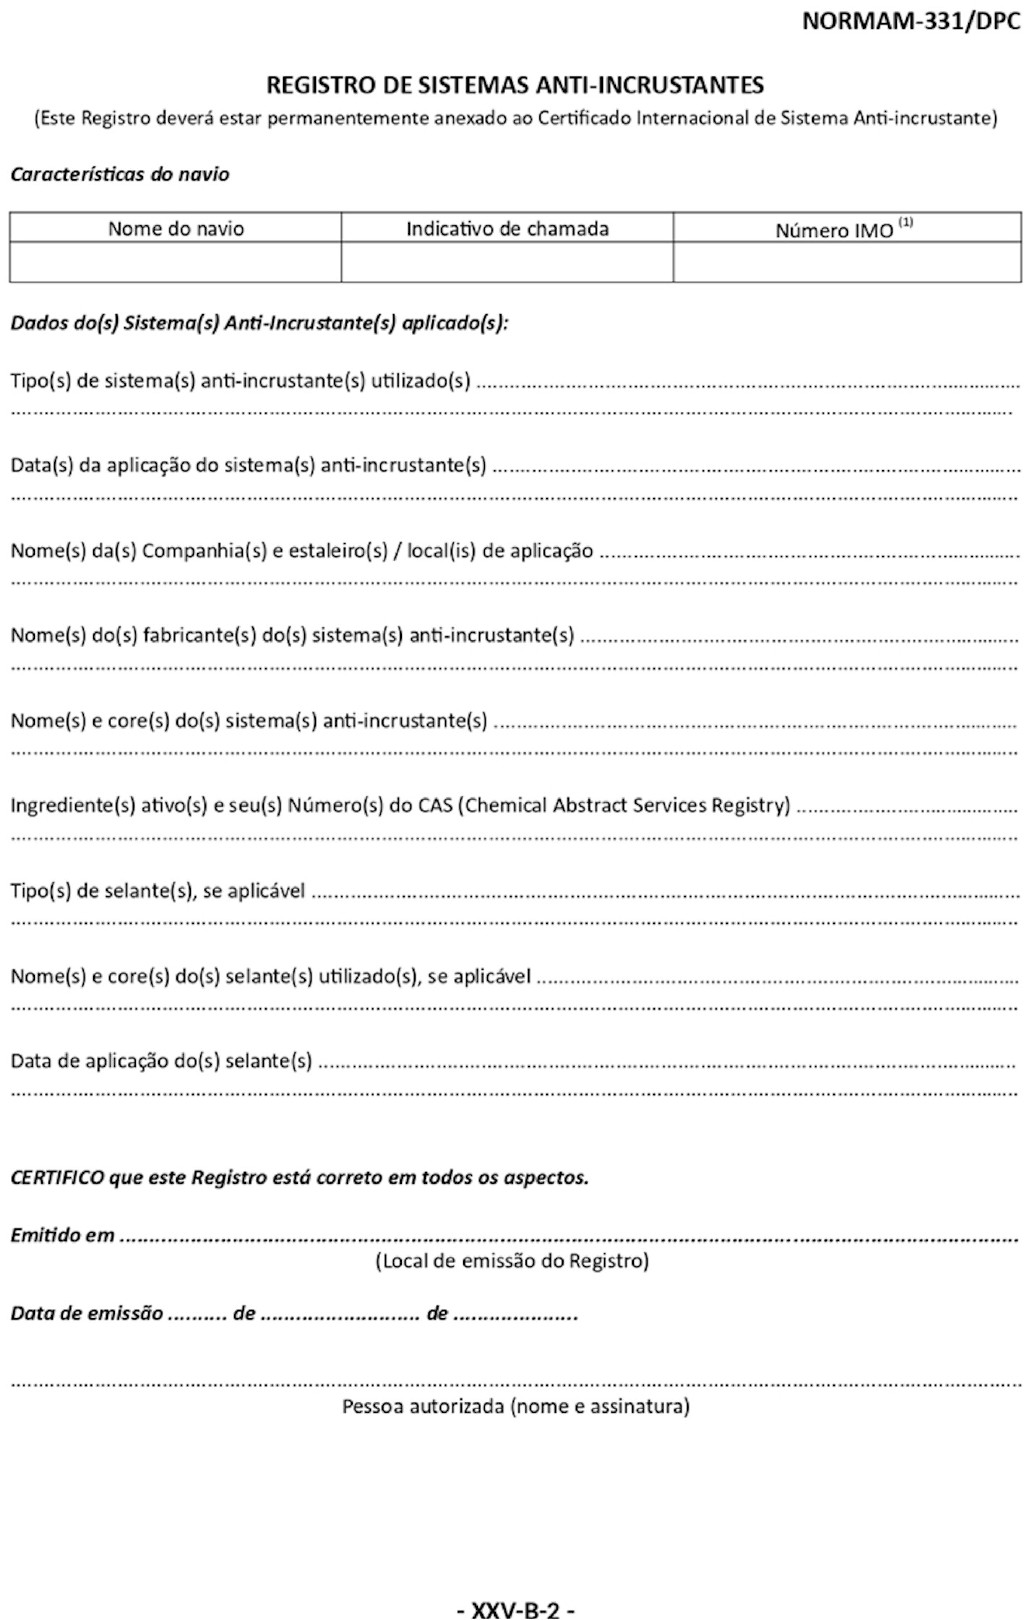 NORMAM-331/DPC
REGISTRO DE SISTEMAS ANTI-INCRUSTANTES
(Este Registro deverá estar permanentemente anexado ao Certificado Internacional de Sistema Anti-incrustante)
Características do navio
Nome do navio Indicativo de chamada Número IMO (1)
Dados do(s) Sistema(s) Anti-Incrustante(s) aplicado(s):
Tipo(s) de sistema(s) anti-incrustante(s) utilizado(s)
Data(s) da aplicação do sistema(s) anti-incrustante(s)
Nome(s) da(s) Companhia(s) e estaleiro(s) / local(is) de aplicação
Nome(s) do(s) fabricante(s) do(s) sistema(s) anti-incrustante(s)
Nome(s) e core(s) do(s) sistema(s) anti-incrustante(s)
Ingrediente(s) ativo(s) e seu(s) Número(s) do CAS (Chemical Abstract Services Registry)
Tipo(s) de selante(s), se aplicável
Nome(s) e core(s) do(s) selante(s) utilizado(s), se aplicável
Data de aplicação do(s) selante(s)
CERTIFICO que este Registro está correto em todos os aspectos.
Emitido em
(Local de emissão do Registro)
Data de emissão .......... de ........................... de .....................
Pessoa autorizada (nome e assinatura)
- XXV-B-2 -